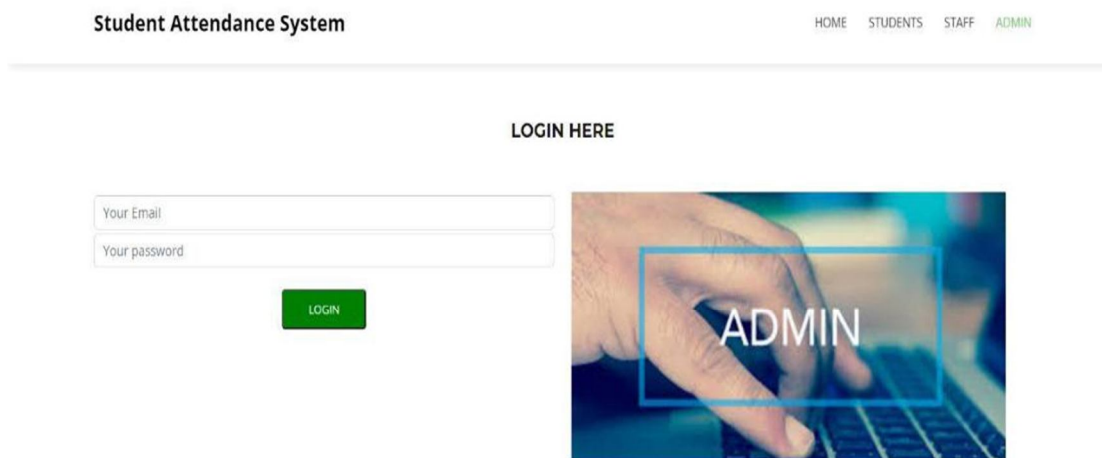 Student Attendance System
HOME STUDENTS STAFF ADMIN
LOGIN HERE
Your Email
Your password
LOGIN
ADMIN